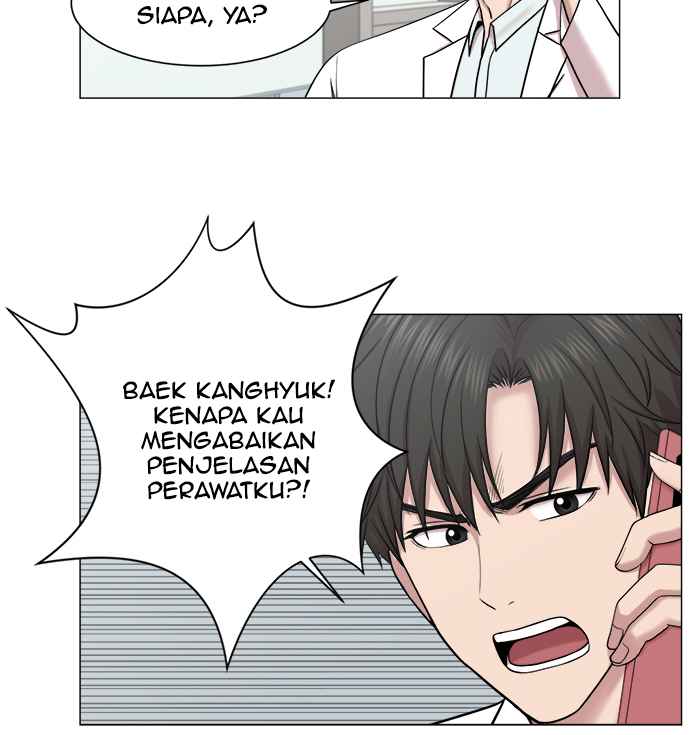 SIAPA, YA?
BAEK KANGHYUK!
KENAPA KAU
MENGABAIKAN
PENJELASAN
PERAWATKU?!